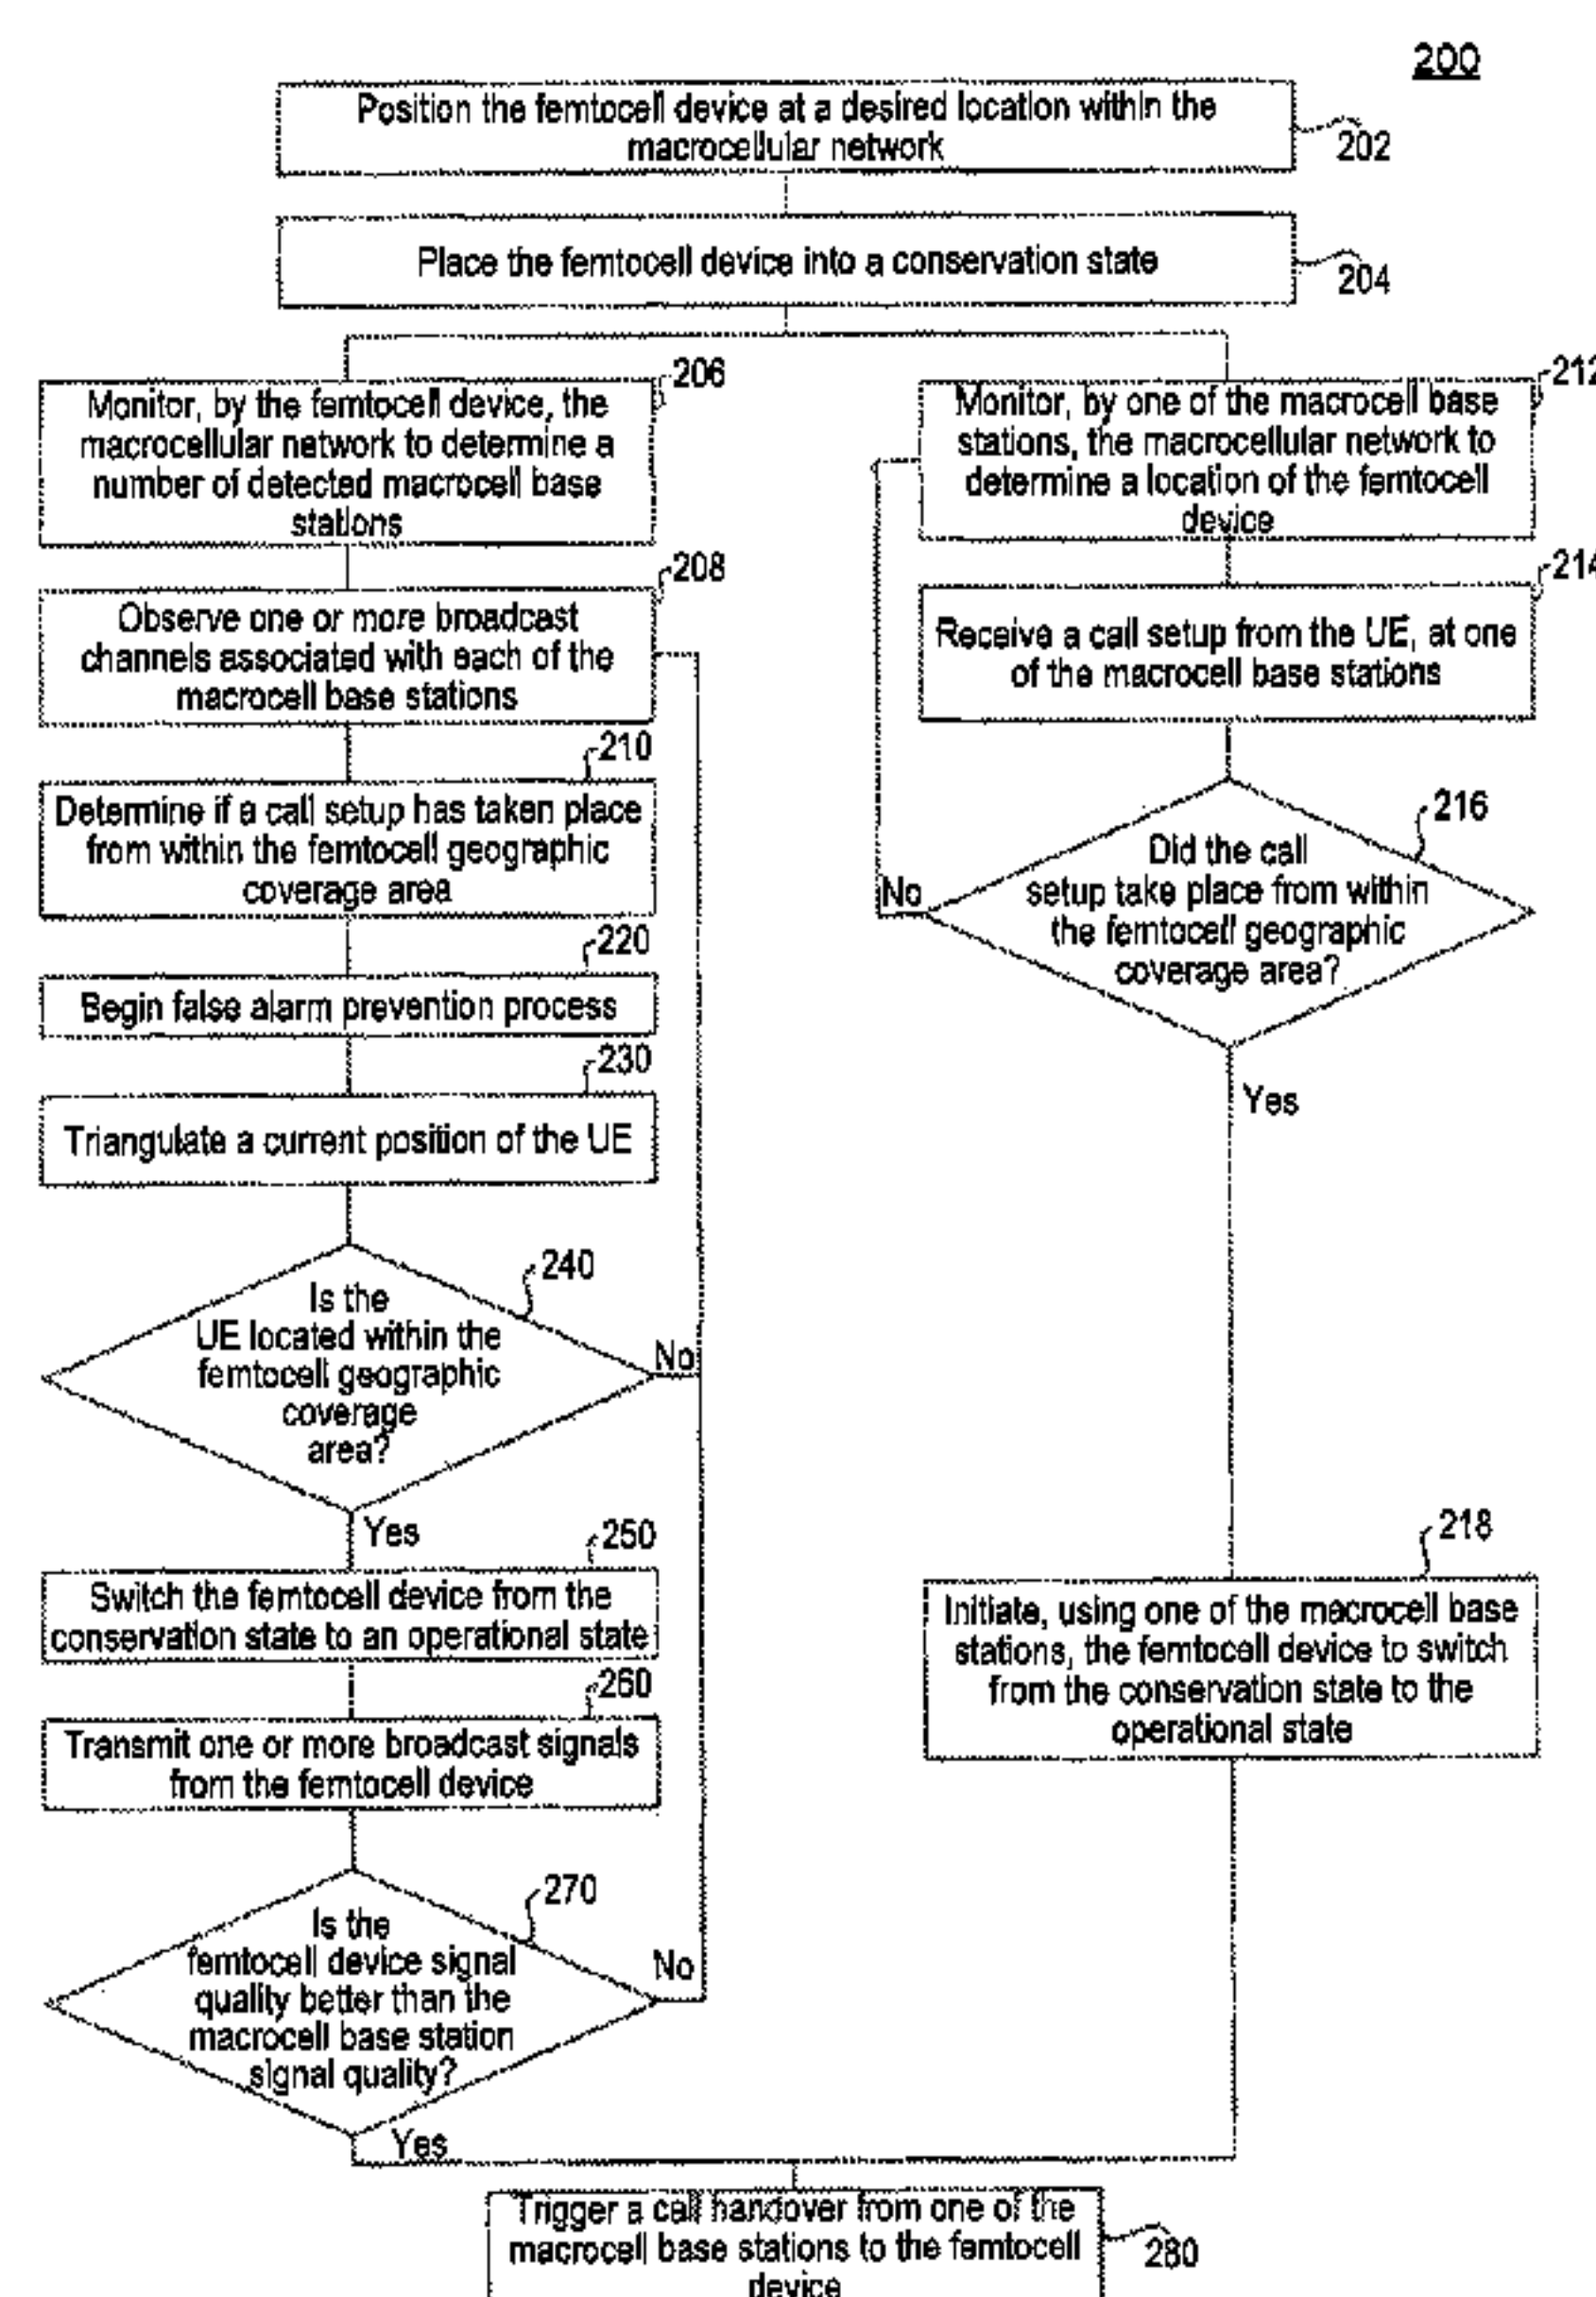 200
Position the femtocell device at a desired location within the
macrocellular network
202
Place the femtocell device into a conservation state
204
206
Monitor, by the femtocell device, the
macrocellular network to determine a
number of detected macrocell base
stations
208
Observe one or more broadcast
channels associated with each of the
macrocell base stations
210
Determine if a call setup has taken place
from within the femtocell geographic
coverage area
220
Begin false alarm prevention process
230
Triangulate a current position of the UE
240
Is the
UE located within the
femtocell geographic
coverage
area?
No
Yes
250
Switch the femtocell device from the
conservation state to an operational state
260
Transmit one or more broadcast signals
from the femtocell device
270
Is the
femtocell device signal
quality better than the
macrocell base station
signal quality?
No
Yes
212
Monitor, by one of the macrocell base
stations, the macrocellular network to
determine a location of the femtocell
device
214
Receive a call setup from the UE, at one
of the macrocell base stations
216
Did the call
setup take place from within
the femtocell geographic
coverage area?
No
Yes
218
Initiate, using one of the macrocell base
stations, the femtocell device to switch
from the conservation state to the
operational state
Trigger a call handover from one of the
macrocell base stations to the femtocell
device
280